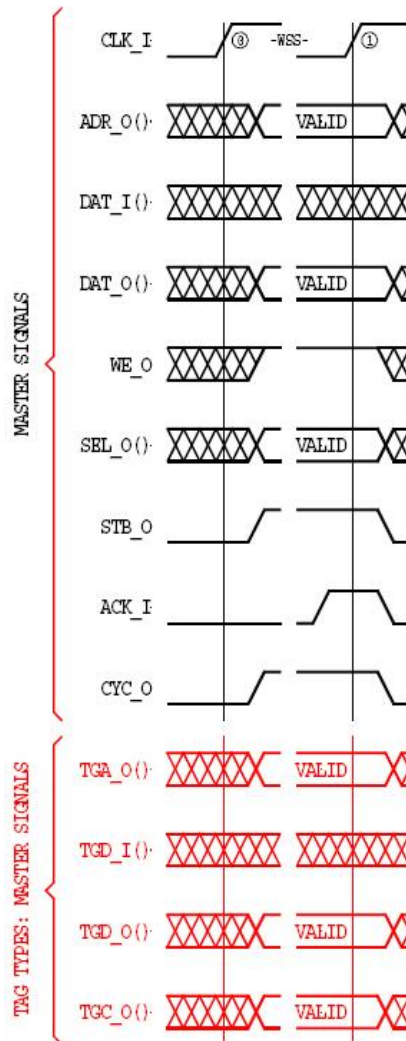 CLK_I
0 -WSS- 1
ADR_O()
VALID
DAT_I()
DAT_O()
VALID
WE_O
SEL_O()
VALID
STB_O
ACK_I
CYC_O
MASTER SIGNALS
TGA_O()
VALID
TGD_I()
TGD_O()
VALID
TGC_O()
VALID
TAG TYPES: MASTER SIGNALS